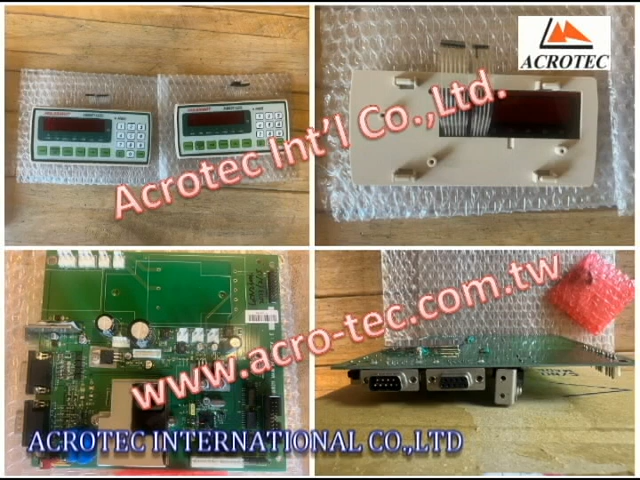 ACROTEC
Acrotec Int'l Co.,Ltd.
www.acro-tec.com.tw
ACROTEC INTERNATIONAL CO.,LTD